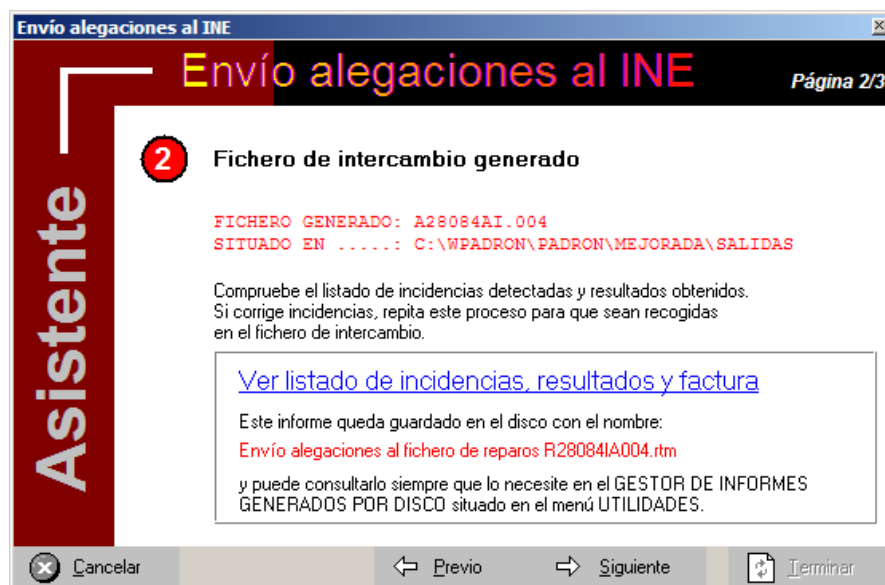 Envío alegaciones al INE
Envío alegaciones al INE
Página 2/3
Asistente
2
Fichero de intercambio generado
FICHERO GENERADO: A28084AI.004
SITUADO EN .....: C:\WPADRON\PADRON\MEJORADA\SALIDAS
Compruebe el listado de incidencias detectadas y resultados obtenidos.
Si corrige incidencias, repita este proceso para que sean recogidas
en el fichero de intercambio.
Ver listado de incidencias, resultados y factura
Este informe queda guardado en el disco con el nombre:
Envío alegaciones al fichero de reparos R28084IA004.rtm
y puede consultarlo siempre que lo necesite en el GESTOR DE INFORMES
GENERADOS POR DISCO situado en el menú UTILIDADES.
Cancelar
Previo
Siguiente
Terminar